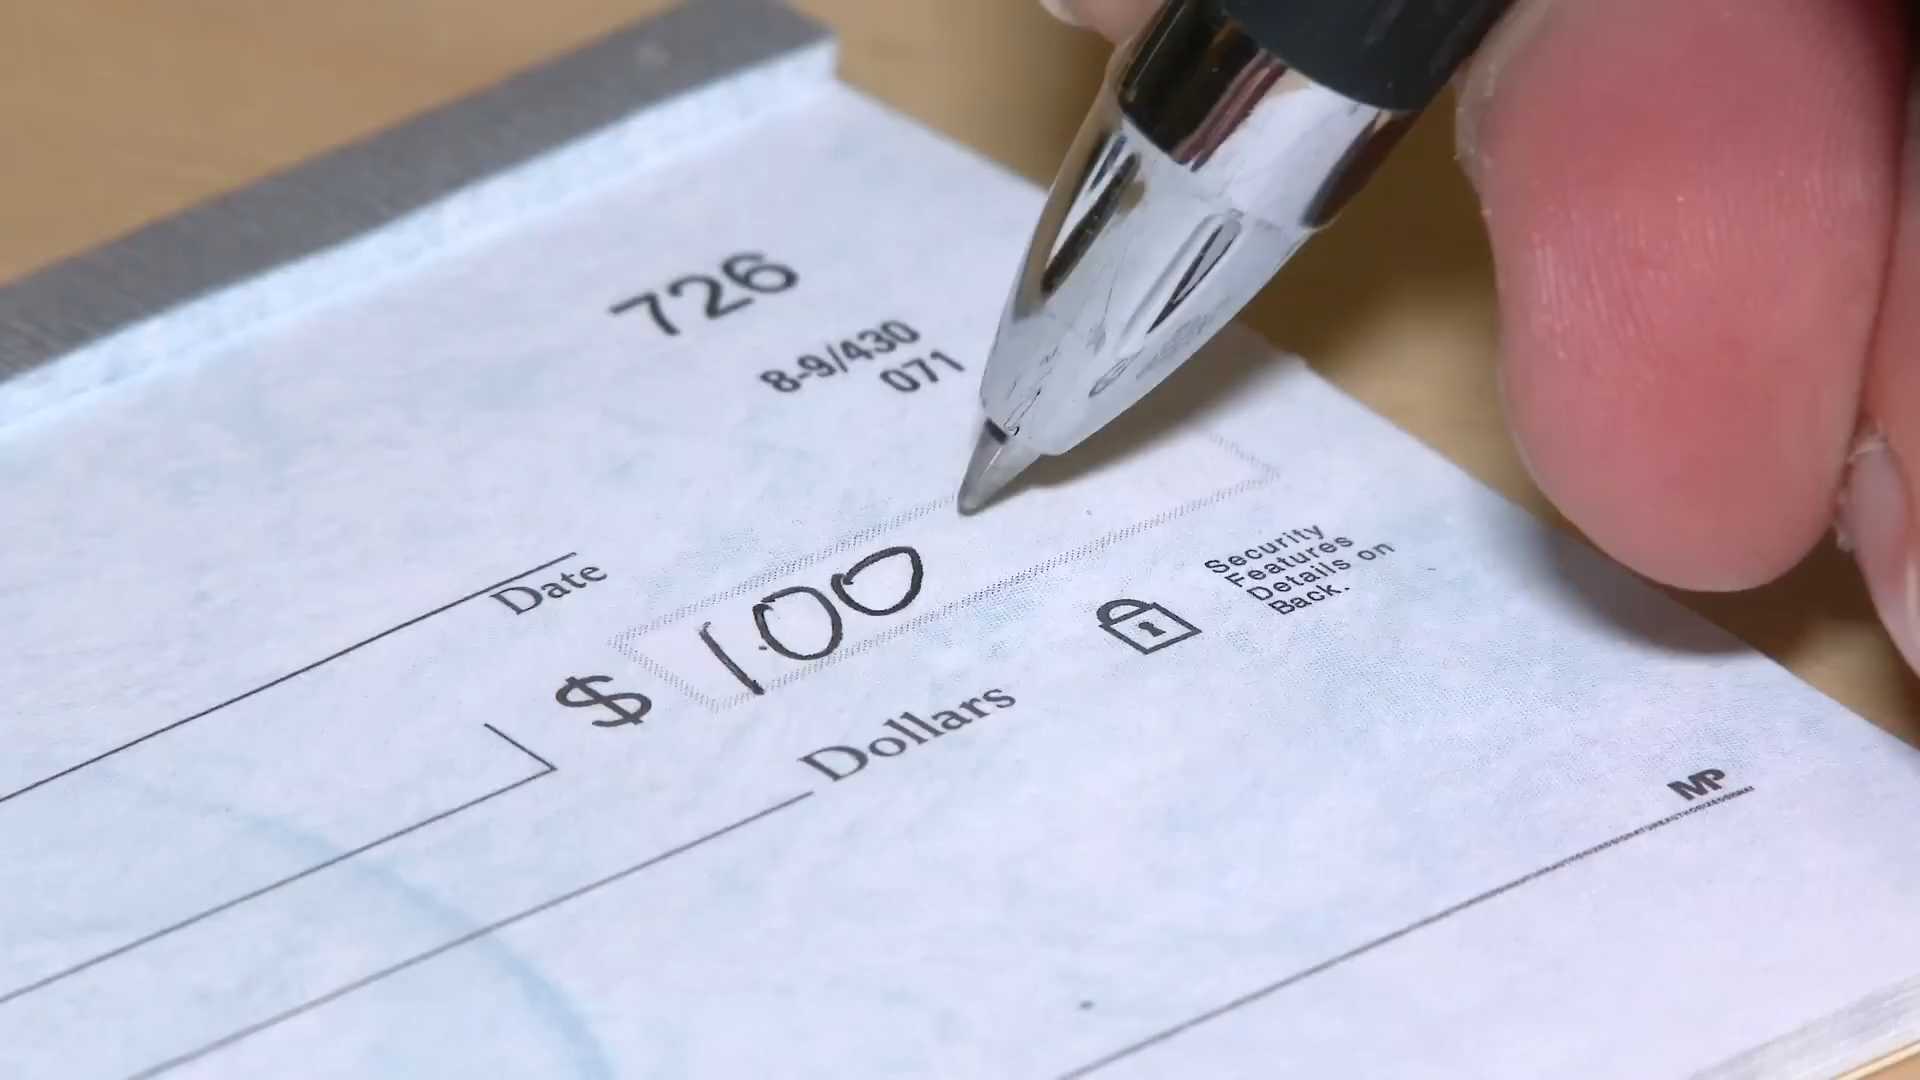 726
8-9/430
071
Date
$ 1.00
Security
Features
Details on
Back.
Dollars
MP